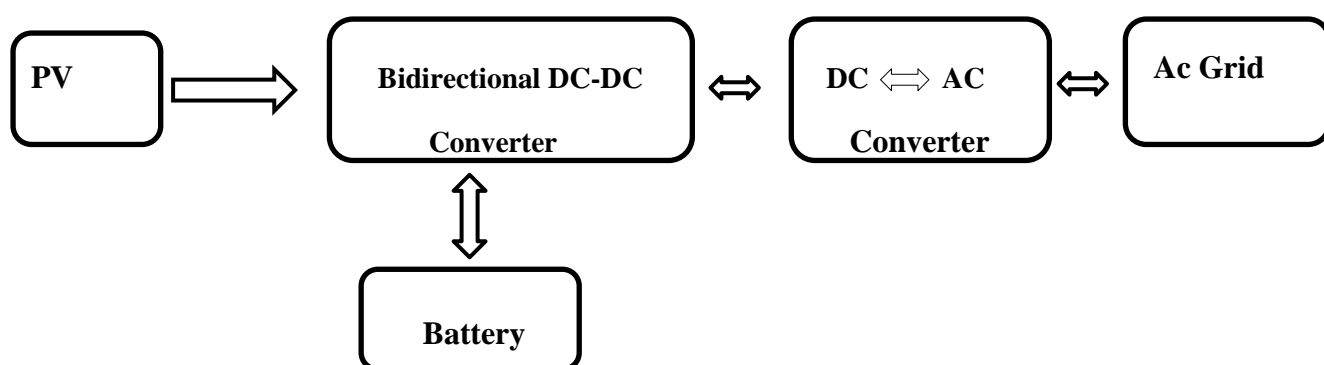 PV
Bidirectional DC-DC
Converter
DC ⇔ AC
Converter
Ac Grid
Battery